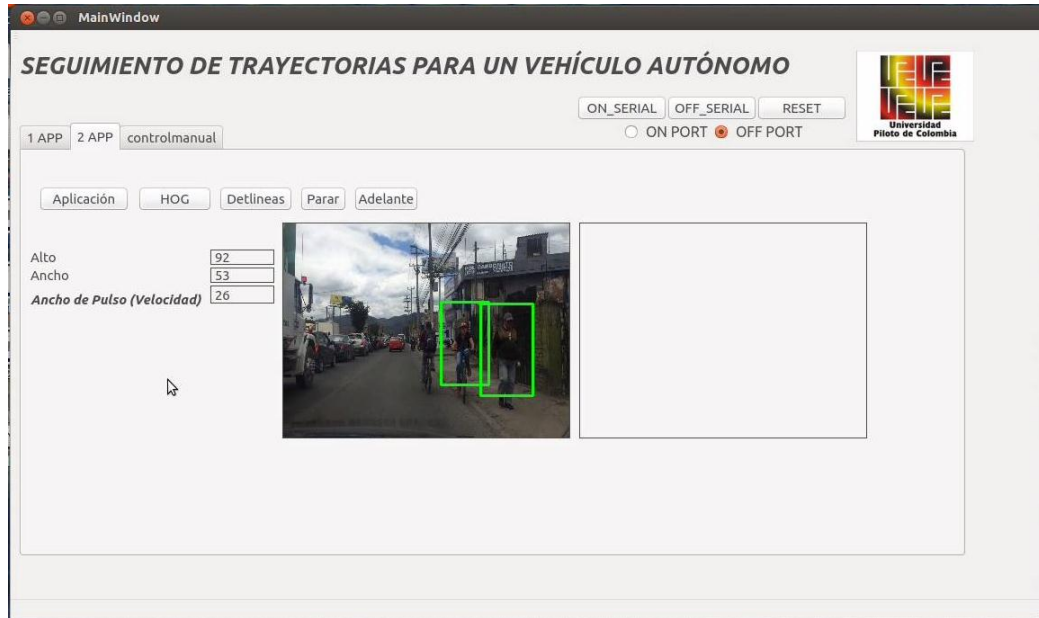 MainWindow
SEGUIMIENTO DE TRAYECTORIAS PARA UN VEHÍCULO AUTÓNOMO
Universidad
Piloto de Colombia
ON_SERIAL OFF_SERIAL RESET
ON PORT OFF PORT
1 APP 2 APP controlmanual
Aplicación HOG Detlineas Parar Adelante
Alto 92
Ancho 53
Ancho de Pulso (Velocidad) 26